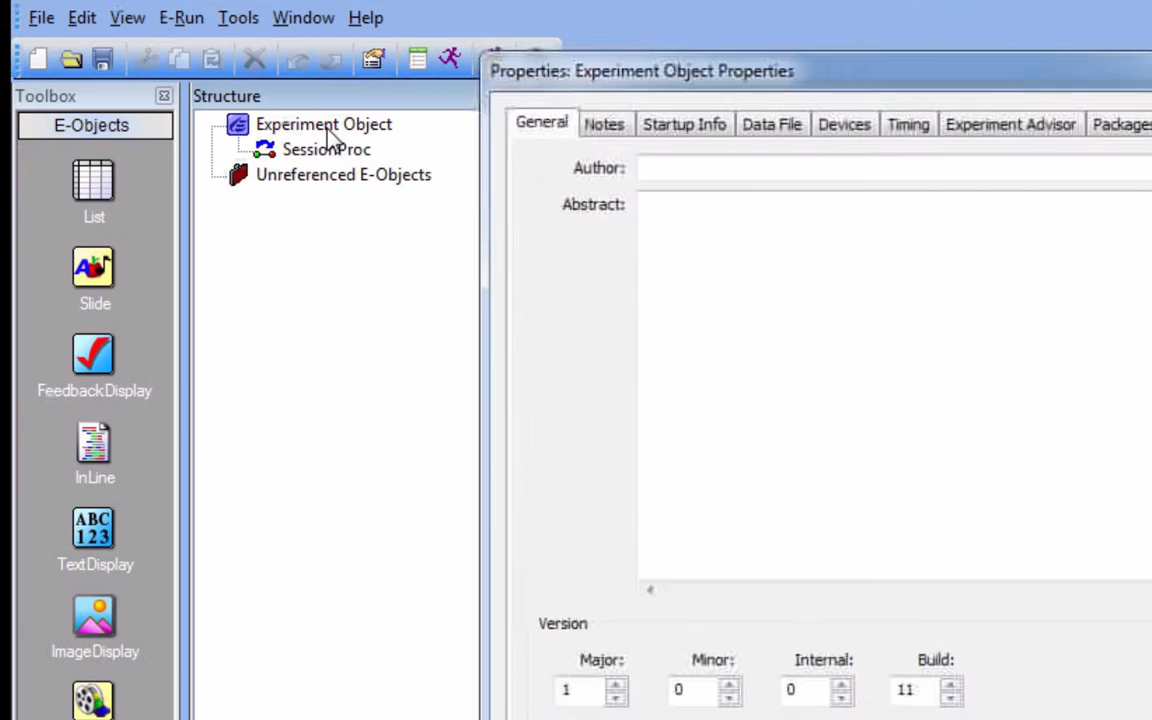 File Edit View E-Run Tools Window Help
Properties: Experiment Object Properties
Toolbox
Structure
E-Objects
Experiment Object
SessionProc
Unreferenced E-Objects
General Notes Startup Info Data File Devices Timing Experiment Advisor Packages
Author:
Abstract:
List
Slide
FeedbackDisplay
InLine
ABC
123
TextDisplay
ImageDisplay
Version
Major: Minor: Internal: Build:
1 0 0 11